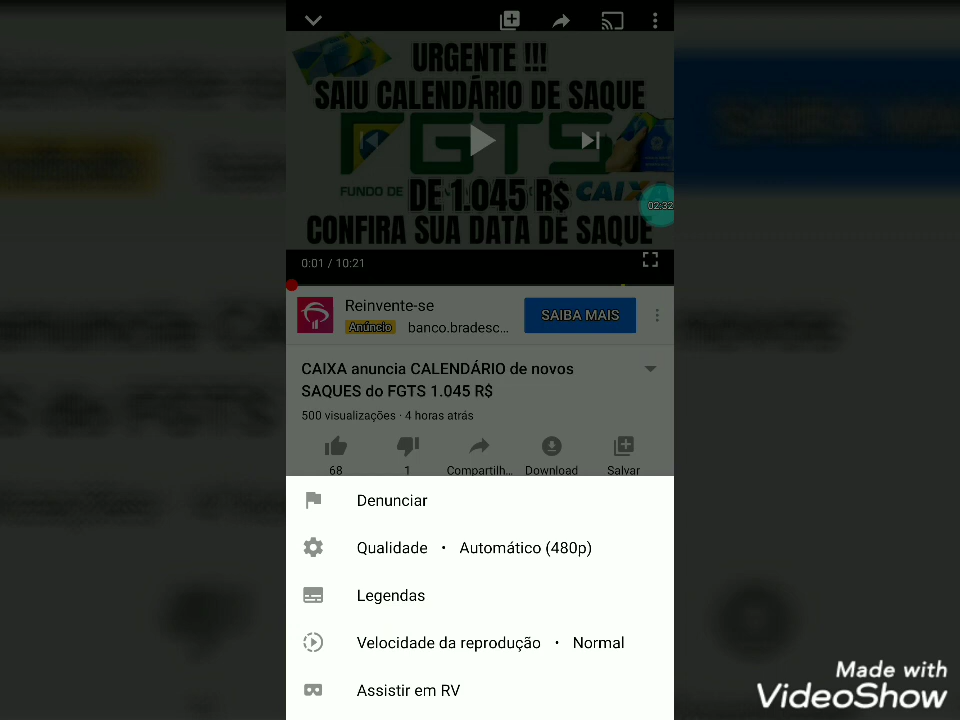 URGENTE !!!
SAIU CALENDÁRIO DE SAQUE
FGTS
FUNDO DE
CAIXA
DE 1.045 R$
02:32
CONFIRA SUA DATA DE SAQUE
0:01 / 10:21
Reinvente-se
Anúncio banco.bradesc...
SAIBA MAIS
CAIXA anuncia CALENDÁRIO de novos
SAQUES do FGTS 1.045 R$
500 visualizações · 4 horas atrás
68 1 Compartilh... Download Salvar
Denunciar
Qualidade • Automático (480p)
Legendas
Velocidade da reprodução • Normal
Assistir em RV
Made with
VideoShow